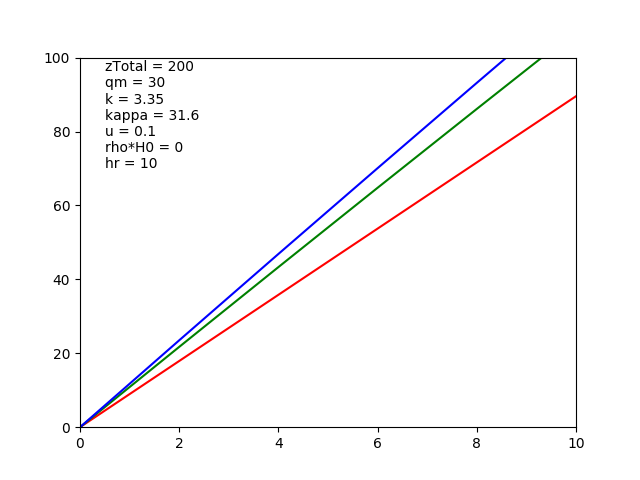 zTotal = 200
qm = 30
k = 3.35
kappa = 31.6
u = 0.1
rho*H0 = 0
hr = 10
100
80
60
40
20
0
0 2 4 6 8 10